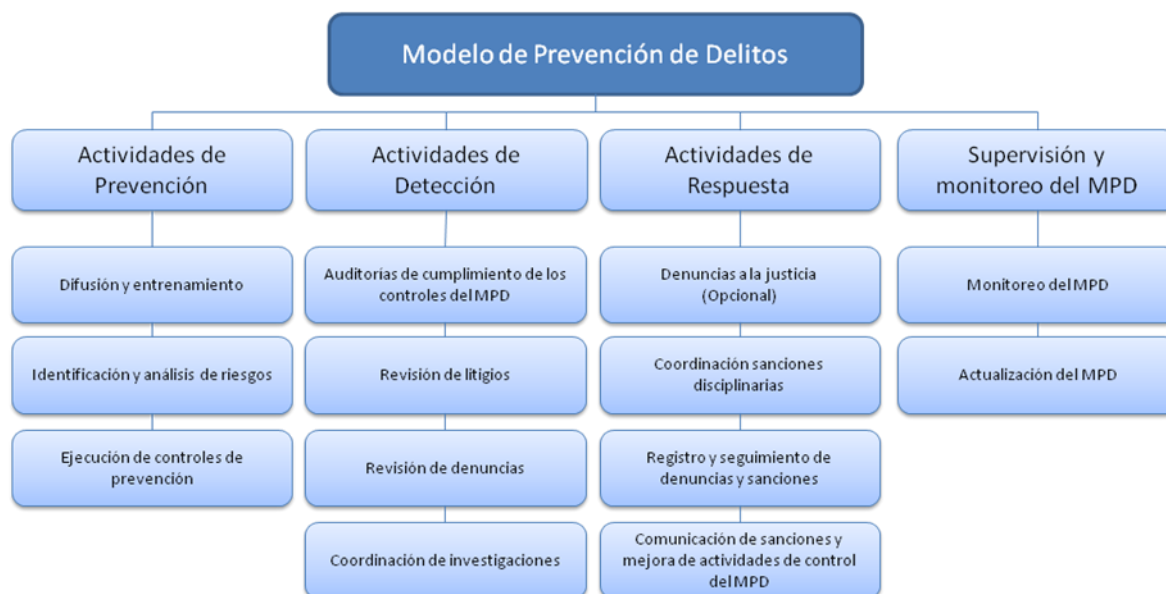 Modelo de Prevención de Delitos
Actividades de
Prevención
Difusión y entrenamiento
Identificación y análisis de riesgos
Ejecución de controles de
prevención
Actividades de
Detección
Auditorías de cumplimiento de los
controles del MPD
Revisión de litigios
Revisión de denuncias
Coordinación de investigaciones
Actividades de
Respuesta
Denuncias a la justicia
(Opcional)
Coordinación sanciones
disciplinarias
Registro y seguimiento de
denuncias y sanciones
Comunicación de sanciones y
mejora de actividades de control
del MPD
Supervisión y
monitoreo del MPD
Monitoreo del MPD
Actualización del MPD